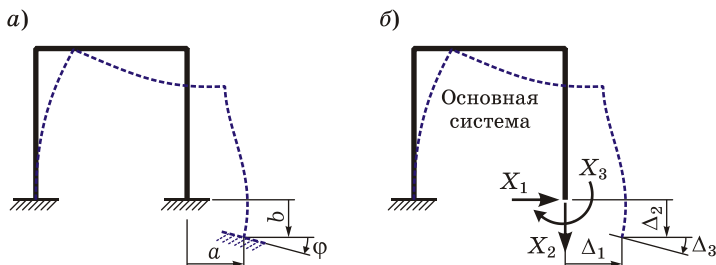 а)
б)
Основная
система
X₁
X₃
b
φ
a
X₂
Δ₁
Δ₂
Δ₃